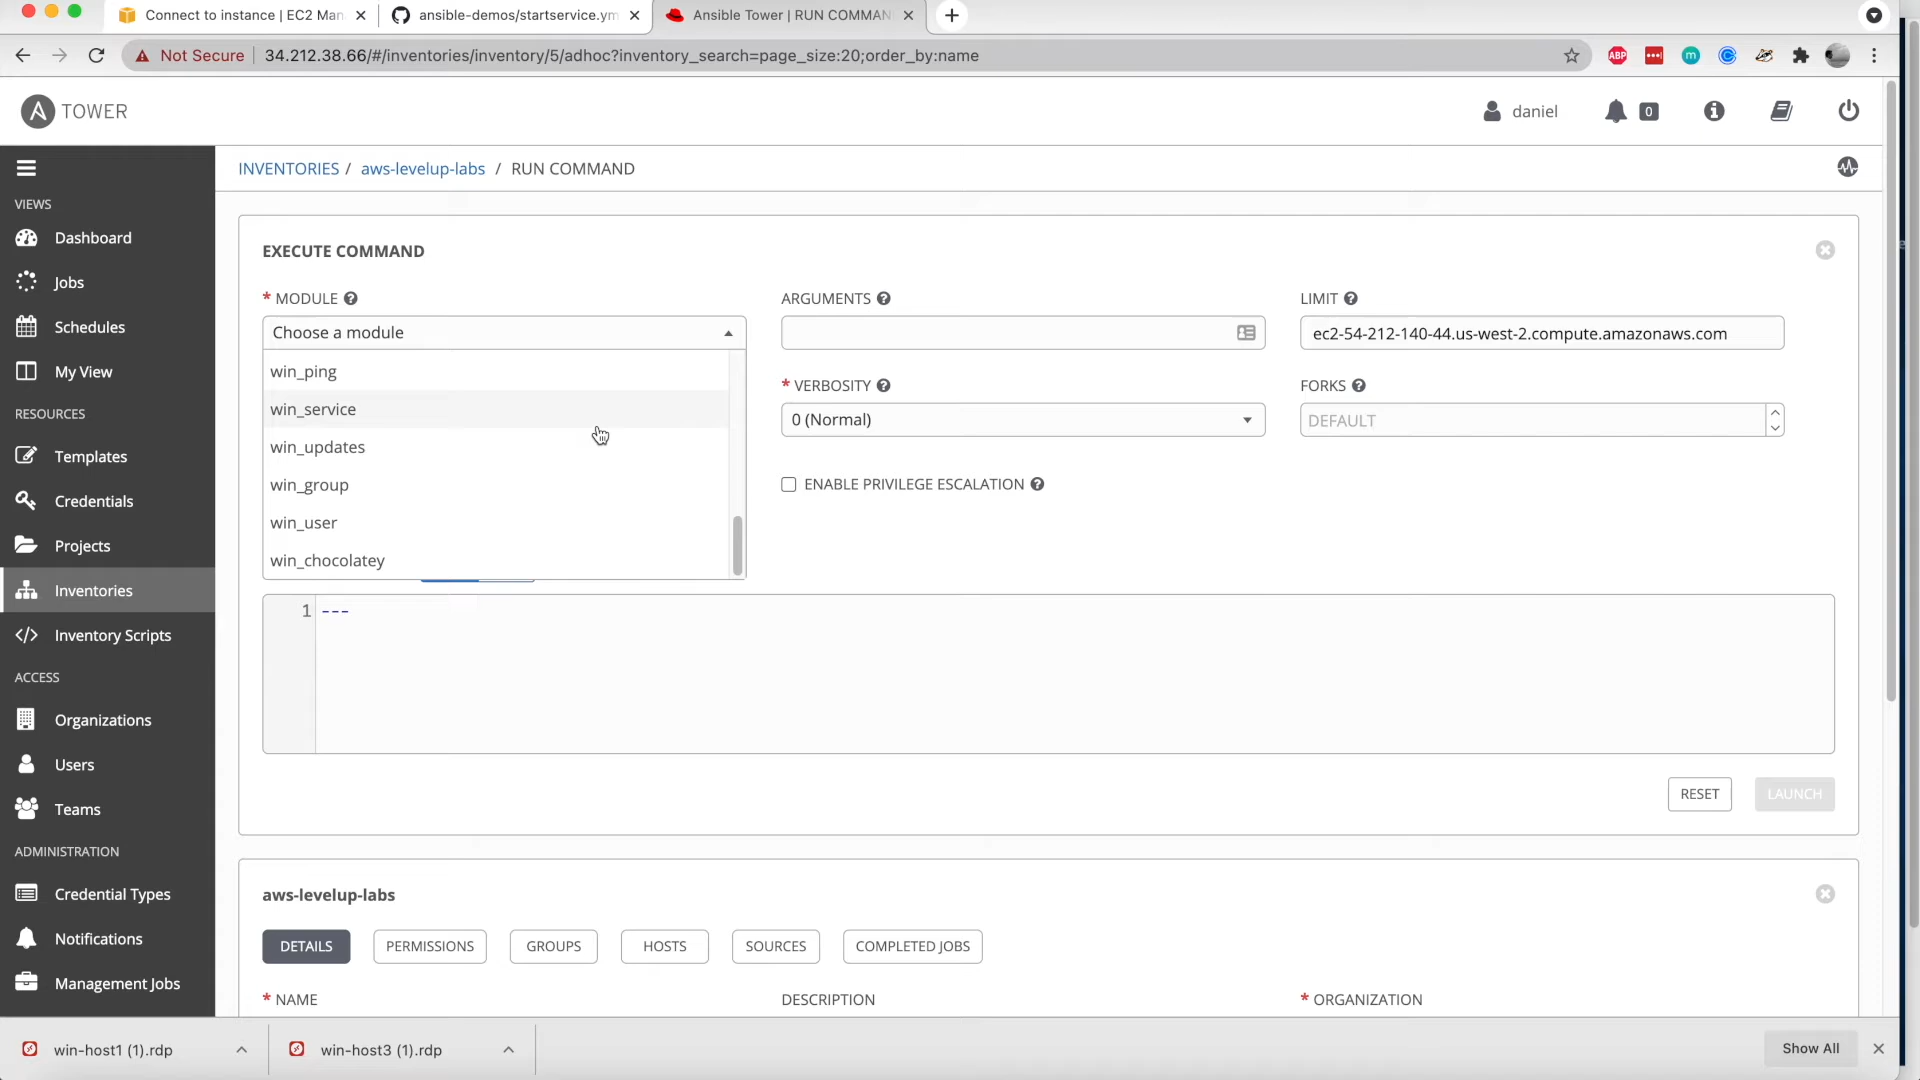 Connect to instance | EC2 Man
ansible-demos/startservice.ym
Ansible Tower | RUN COMMAN
Not Secure
34.212.38.66/#/inventories/inventory/5/adhoc?inventory_search=page_size:20;order_by:name
ABP
TOWER
daniel
0
INVENTORIES / aws-levelup-labs / RUN COMMAND
VIEWS
Dashboard
Jobs
Schedules
My View
RESOURCES
Templates
Credentials
Projects
Inventories
Inventory Scripts
ACCESS
Organizations
Users
Teams
ADMINISTRATION
Credential Types
Notifications
Management Jobs
EXECUTE COMMAND
* MODULE
Choose a module
win_ping
win_service
win_updates
win_group
win_user
win_chocolatey
ARGUMENTS
* VERBOSITY
0 (Normal)
ENABLE PRIVILEGE ESCALATION
LIMIT
ec2-54-212-140-44.us-west-2.compute.amazonaws.com
FORKS
DEFAULT
1 ---
RESET
LAUNCH
aws-levelup-labs
DETAILS
PERMISSIONS
GROUPS
HOSTS
SOURCES
COMPLETED JOBS
* NAME
DESCRIPTION
* ORGANIZATION
win-host1 (1).rdp
win-host3 (1).rdp
Show All